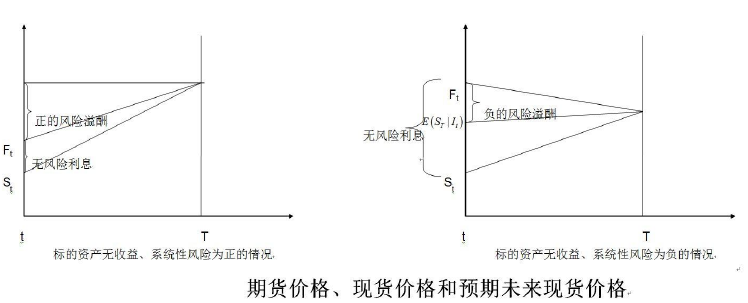 正的风险溢酬
F_t
无风险利息
S_t
t
T
标的资产无收益、系统性风险为正的情况.
F_t
负的风险溢酬
E(S_T | I_t)
无风险利息
S_t
t
T
标的资产无收益、系统性风险为负的情况.
期货价格、现货价格和预期未来现货价格.